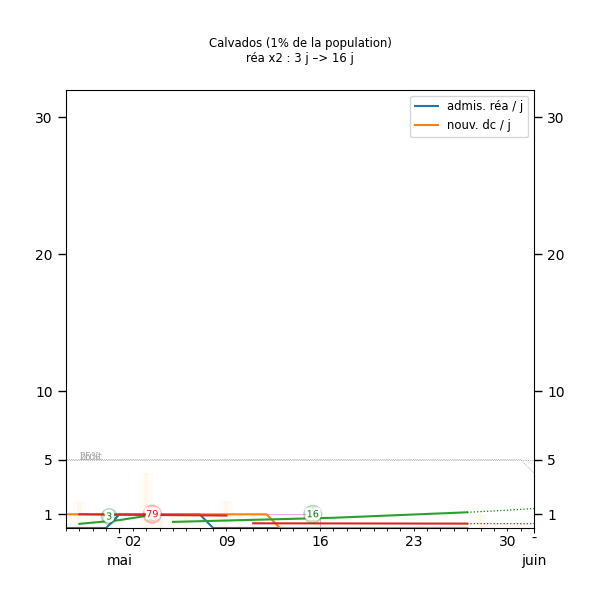 Calvados (1% de la population)
réa x2 : 3 j –> 16 j
admis. réa / j
nouv. dc / j
30 30
20 20
10 10
5 5
1 1
3 79 16
02 09 16 23 30
mai juin